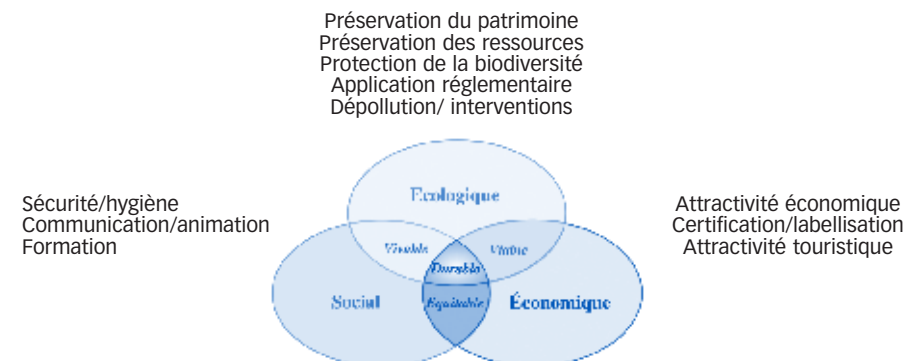 Préservation du patrimoine
Préservation des ressources
Protection de la biodiversité
Application réglementaire
Dépollution/ interventions
Sécurité/hygiène
Communication/animation
Formation
Ecologique
Vivable
Viable
Durable
Social
Equitable
Économique
Attractivité économique
Certification/labellisation
Attractivité touristique